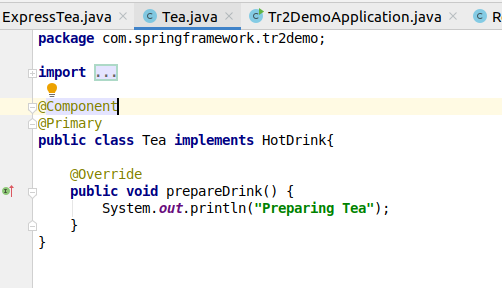 ExpressTea.java × Tea.java × Tr2DemoApplication.java × R
package com.springframework.tr2demo;
import ...
@Component
@Primary
public class Tea implements HotDrink{
@Override
public void prepareDrink() {
System.out.println("Preparing Tea");
}
}